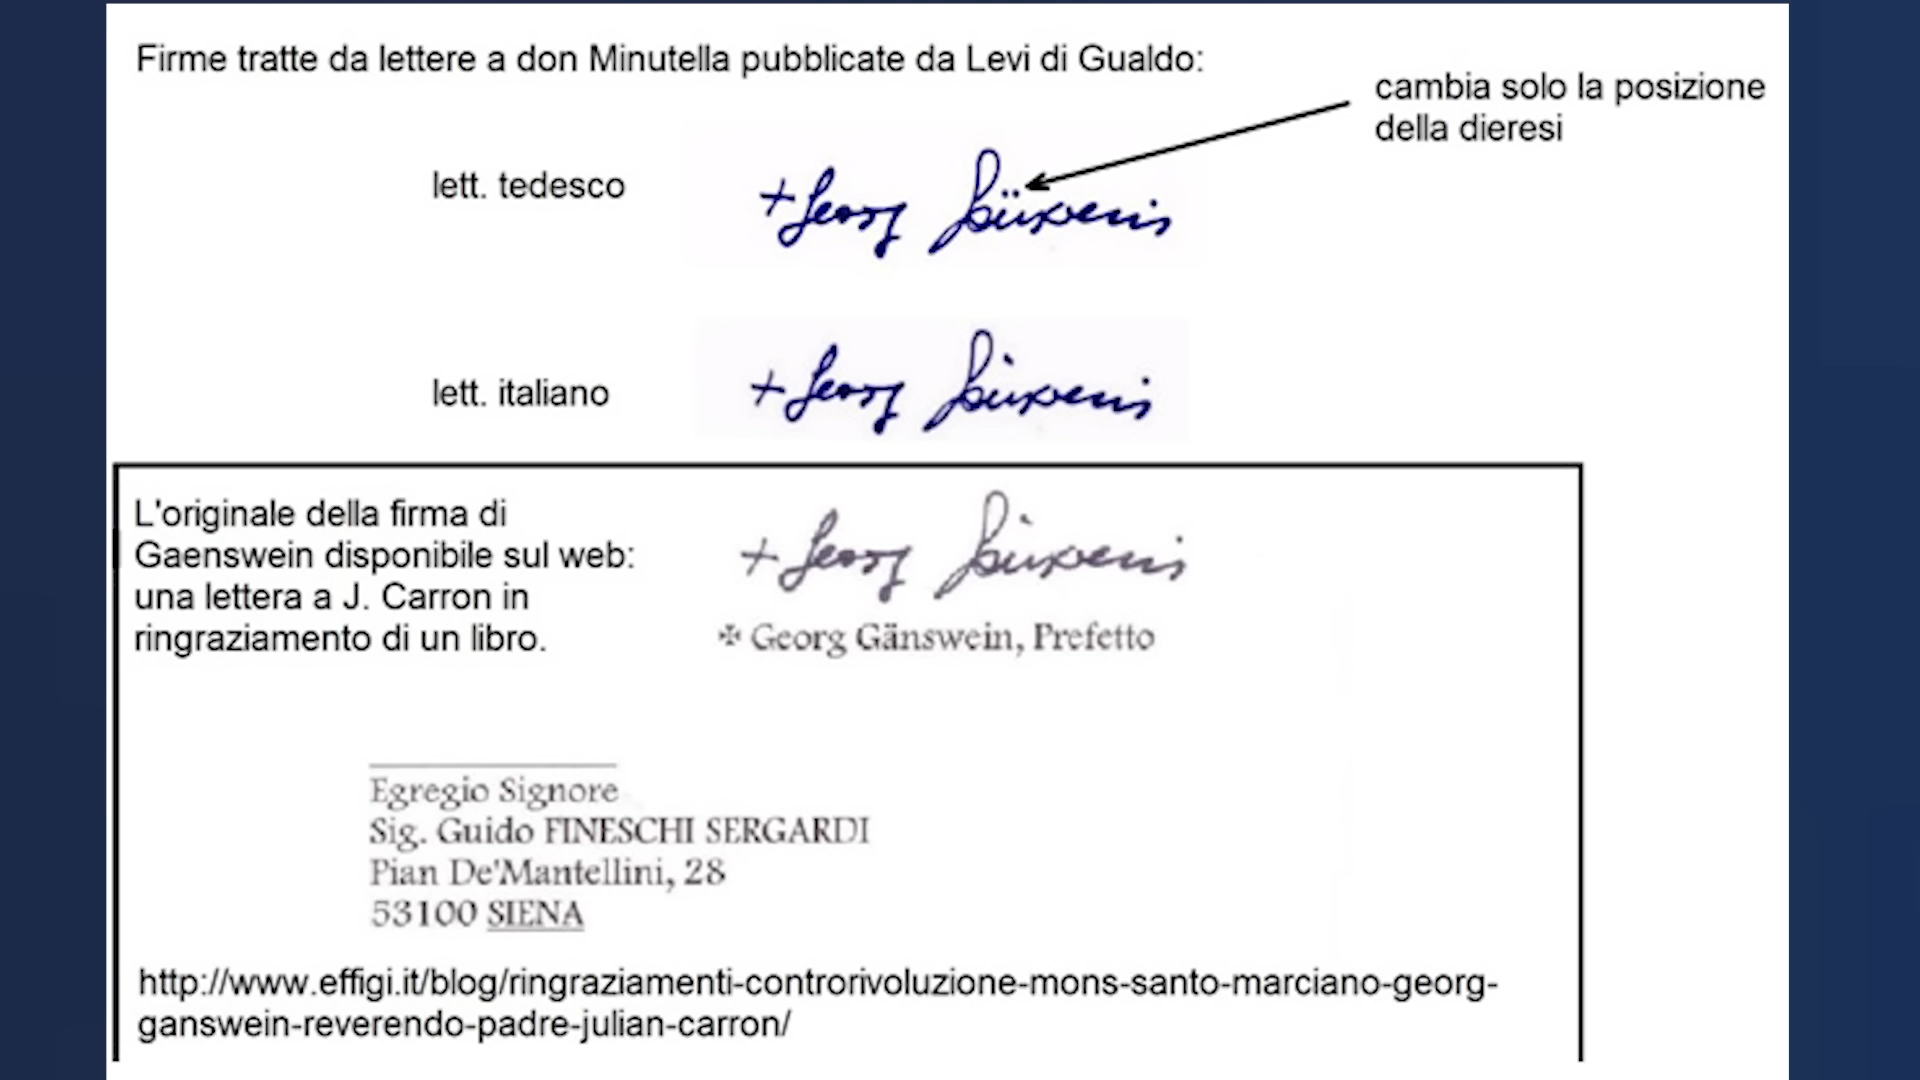 Firme tratte da lettere a don Minutella pubblicate da Levi di Gualdo:
cambia solo la posizione
della dieresi
lett. tedesco
+ Georg Gänswein
lett. italiano
+ Georg Gänswein
L'originale della firma di
Gaenswein disponibile sul web:
una lettera a J. Carron in
ringraziamento di un libro.
+ Georg Gänswein
✠ Georg Gänswein, Prefetto
Egregio Signore
Sig. Guido FINESCHI SERGARDI
Pian De'Mantellini, 28
53100 SIENA
http://www.effigi.it/blog/ringraziamenti-controrivoluzione-mons-santo-marciano-georg-
ganswein-reverendo-padre-julian-carron/